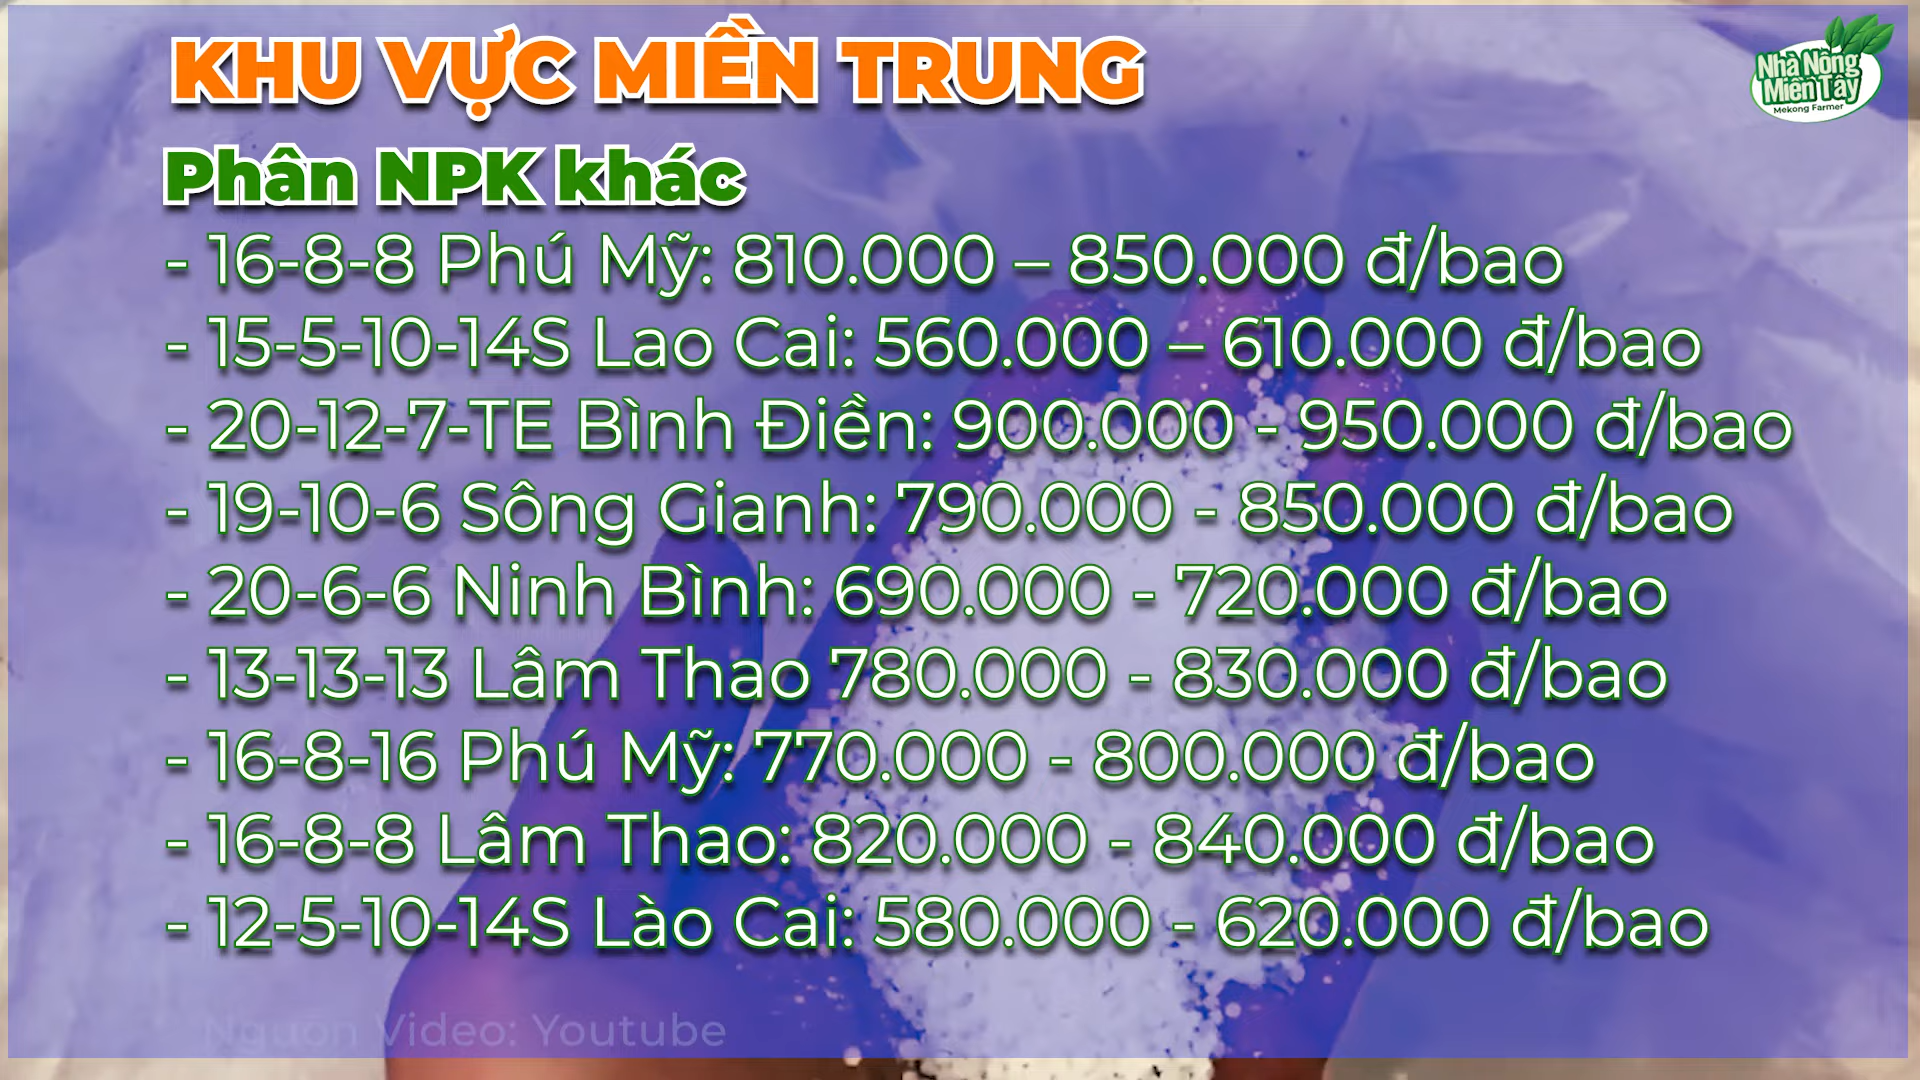 KHU VỰC MIỀN TRUNG
Nhà Nông
Miền Tây
Mekong Farmer
Phân NPK khác
- 16-8-8 Phú Mỹ: 810.000 – 850.000 đ/bao
- 15-5-10-14S Lao Cai: 560.000 – 610.000 đ/bao
- 20-12-7-TE Bình Điền: 900.000 - 950.000 đ/bao
- 19-10-6 Sông Gianh: 790.000 - 850.000 đ/bao
- 20-6-6 Ninh Bình: 690.000 - 720.000 đ/bao
- 13-13-13 Lâm Thao 780.000 - 830.000 đ/bao
- 16-8-16 Phú Mỹ: 770.000 - 800.000 đ/bao
- 16-8-8 Lâm Thao: 820.000 - 840.000 đ/bao
- 12-5-10-14S Lào Cai: 580.000 - 620.000 đ/bao
Nguồn Video: Youtube